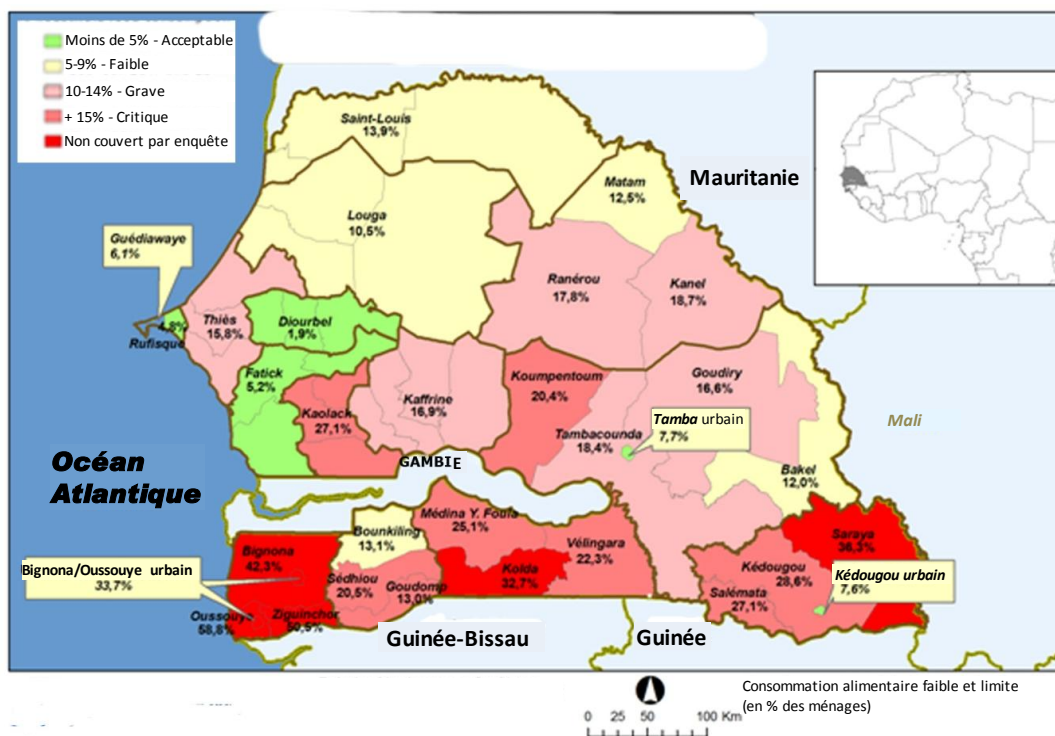 Moins de 5% - Acceptable
5-9% - Faible
10-14% - Grave
+ 15% - Critique
Non couvert par enquête
Saint-Louis
13,9%
Mauritanie
Matam
12,5%
Louga
10,5%
Guédiawaye
6,1%
Ranérou
17,8%
Kanel
18,7%
4,8%
Rufisque
Thiès
15,8%
Diourbel
1,9%
Fatick
5,2%
Kaolack
27,1%
Kaffrine
16,9%
Koumpentoum
20,4%
Goudiry
16,6%
Tamba urbain
7,7%
Mali
Tambacounda
18,4%
Océan
Atlantique
GAMBIE
Bakel
12,0%
Médina Y. Foula
25,1%
Bounkiling
13,1%
Vélingara
22,3%
Saraya
36,3%
Bignona
42,3%
Bignona/Oussouye urbain
33,7%
Sédhiou
20,5%
Goudomp
13,0%
Kolda
32,7%
Kédougou
28,6%
Kédougou urbain
7,6%
Salémata
27,1%
Oussouye
58,8%
Ziguinchor
50,5%
Guinée-Bissau
Guinée
Consommation alimentaire faible et limite
(en % des ménages)
0 25 50 100 Km